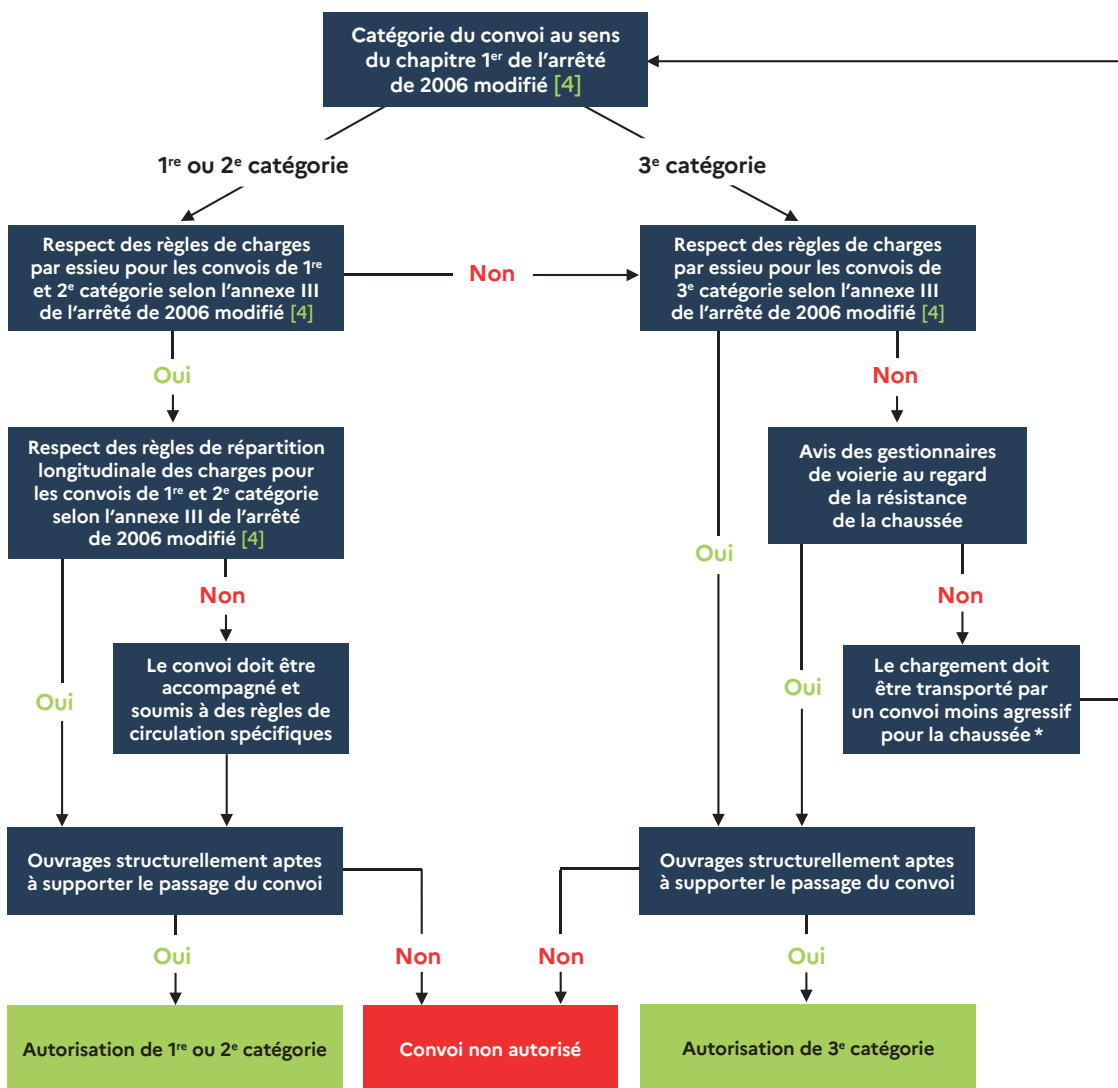 Catégorie du convoi au sens
du chapitre 1er de l'arrêté
de 2006 modifié [4]
1re ou 2e catégorie
3e catégorie
Respect des règles de charges
par essieu pour les convois de 1re
et 2e catégorie selon l'annexe III
de l'arrêté de 2006 modifié [4]
Non
Respect des règles de charges
par essieu pour les convois de
3e catégorie selon l'annexe III
de l'arrêté de 2006 modifié [4]
Oui
Non
Respect des règles de répartition
longitudinale des charges pour
les convois de 1re et 2e catégorie
selon l'annexe III de l'arrêté
de 2006 modifié [4]
Avis des gestionnaires
de voierie au regard
de la résistance
de la chaussée
Oui
Non
Non
Le convoi doit être
accompagné et
soumis à des règles de
circulation spécifiques
Oui
Oui
Le chargement doit
être transporté par
un convoi moins agressif
pour la chaussée *
Ouvrages structurellement aptes
à supporter le passage du convoi
Ouvrages structurellement aptes
à supporter le passage du convoi
Oui
Non
Non
Oui
Autorisation de 1re ou 2e catégorie
Convoi non autorisé
Autorisation de 3e catégorie